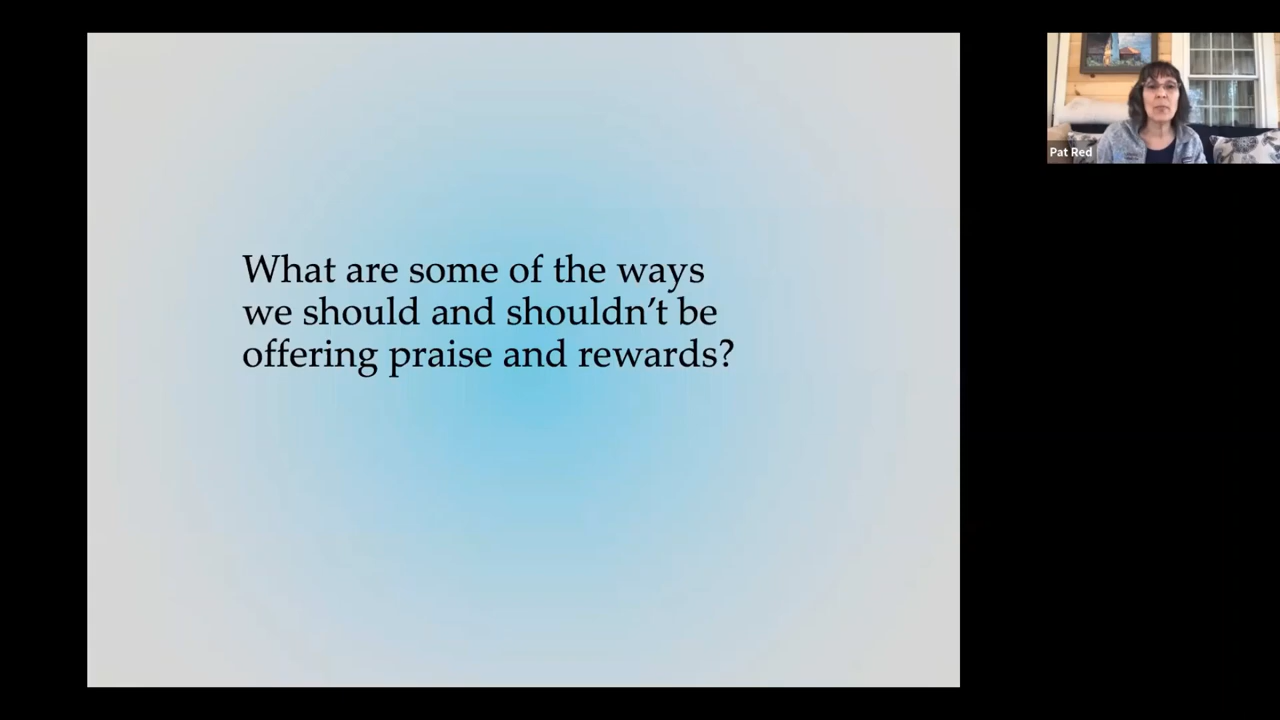 What are some of the ways
we should and shouldn’t be
offering praise and rewards?
Pat Red